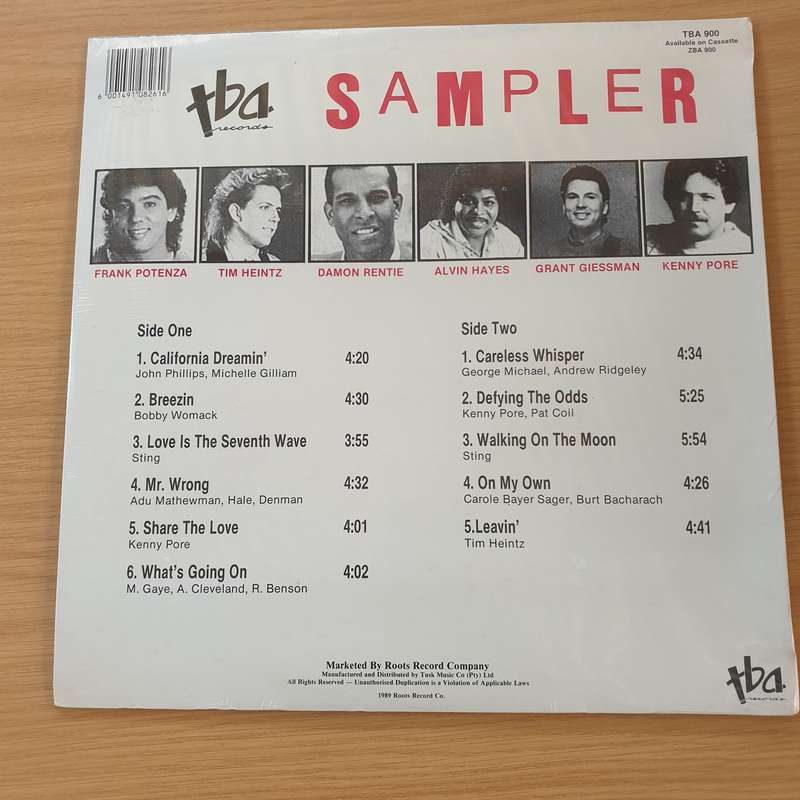 TBA 900
Available on Cassette
ZBA 900
6 001491 082616
tba
records
SAMPLER
FRANK POTENZA
TIM HEINTZ
DAMON RENTIE
ALVIN HAYES
GRANT GIESSMAN
KENNY PORE
Side One
1. California Dreamin' 4:20
John Phillips, Michelle Gilliam
2. Breezin 4:30
Bobby Womack
3. Love Is The Seventh Wave 3:55
Sting
4. Mr. Wrong 4:32
Adu Mathewman, Hale, Denman
5. Share The Love 4:01
Kenny Pore
6. What's Going On 4:02
M. Gaye, A. Cleveland, R. Benson
Side Two
1. Careless Whisper 4:34
George Michael, Andrew Ridgeley
2. Defying The Odds 5:25
Kenny Pore, Pat Coil
3. Walking On The Moon 5:54
Sting
4. On My Own 4:26
Carole Bayer Sager, Burt Bacharach
5.Leavin' 4:41
Tim Heintz
Marketed By Roots Record Company
Manufactured and Distributed by Tusk Music Co (Pty) Ltd
All Rights Reserved — Unauthorised Duplication is a Violation of Applicable Laws
1989 Roots Record Co.
tba
records